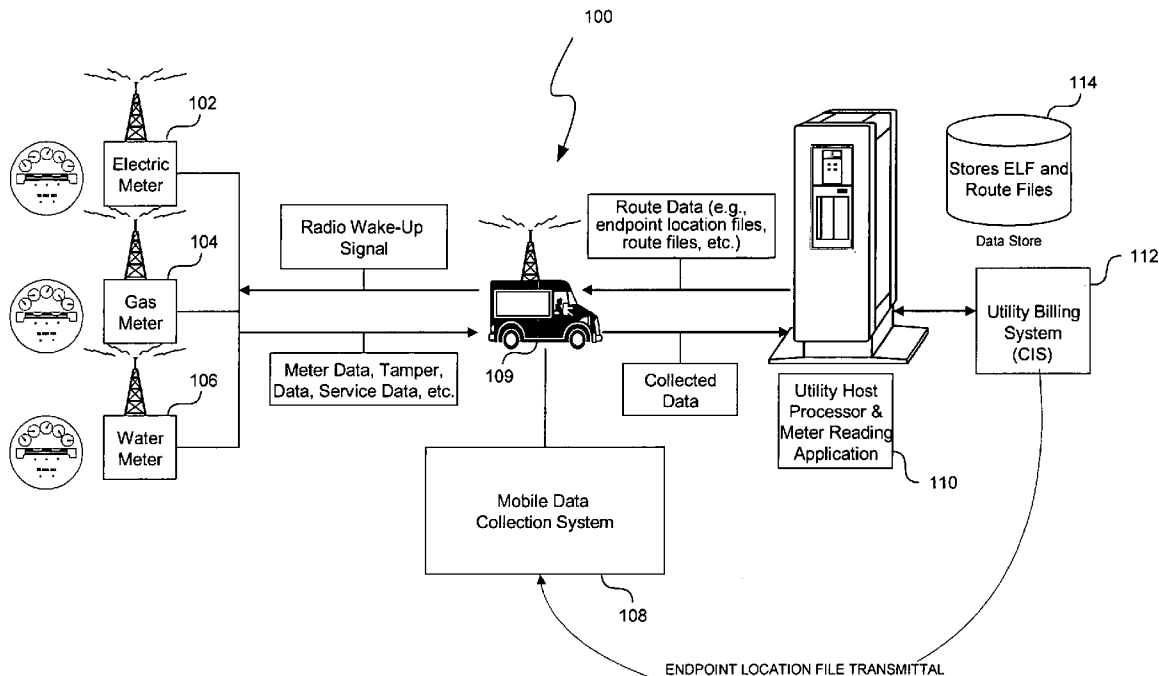 100
102
Electric
Meter
104
Gas
Meter
106
Water
Meter
Radio Wake-Up
Signal
Meter Data, Tamper,
Data, Service Data, etc.
109
Route Data (e.g.,
endpoint location files,
route files, etc.)
Collected
Data
Mobile Data
Collection System
108
Utility Host
Processor &
Meter Reading
Application
110
114
Stores ELF and
Route Files
Data Store
112
Utility Billing
System
(CIS)
ENDPOINT LOCATION FILE TRANSMITTAL